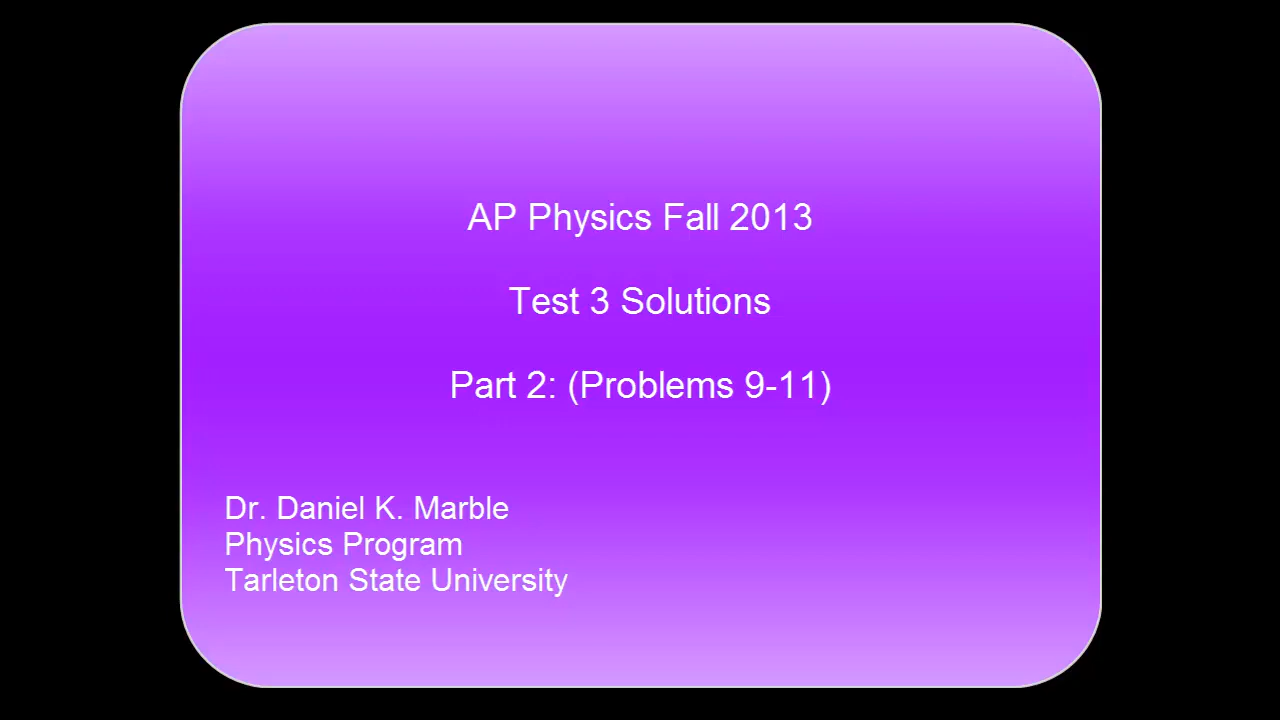 AP Physics Fall 2013
Test 3 Solutions
Part 2: (Problems 9-11)
Dr. Daniel K. Marble
Physics Program
Tarleton State University